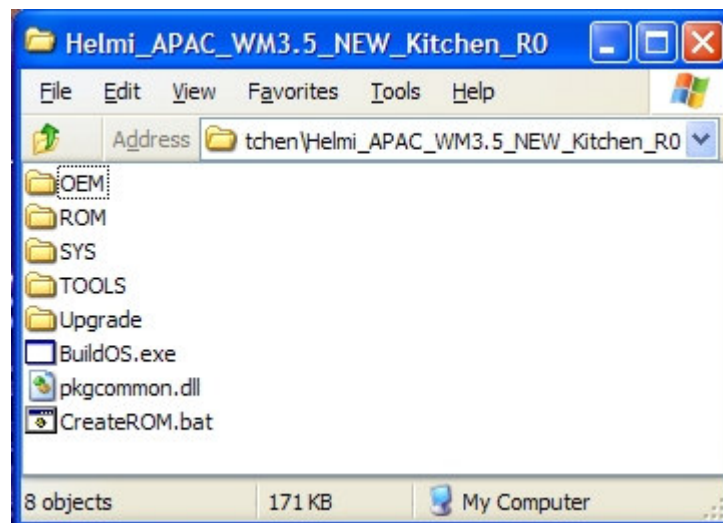 Helmi_APAC_WM3.5_NEW_Kitchen_R0
File Edit View Favorites Tools Help
Address tchen\Helmi_APAC_WM3.5_NEW_Kitchen_R0
OEM
ROM
SYS
TOOLS
Upgrade
BuildOS.exe
pkgcommon.dll
CreateROM.bat
8 objects 171 KB My Computer